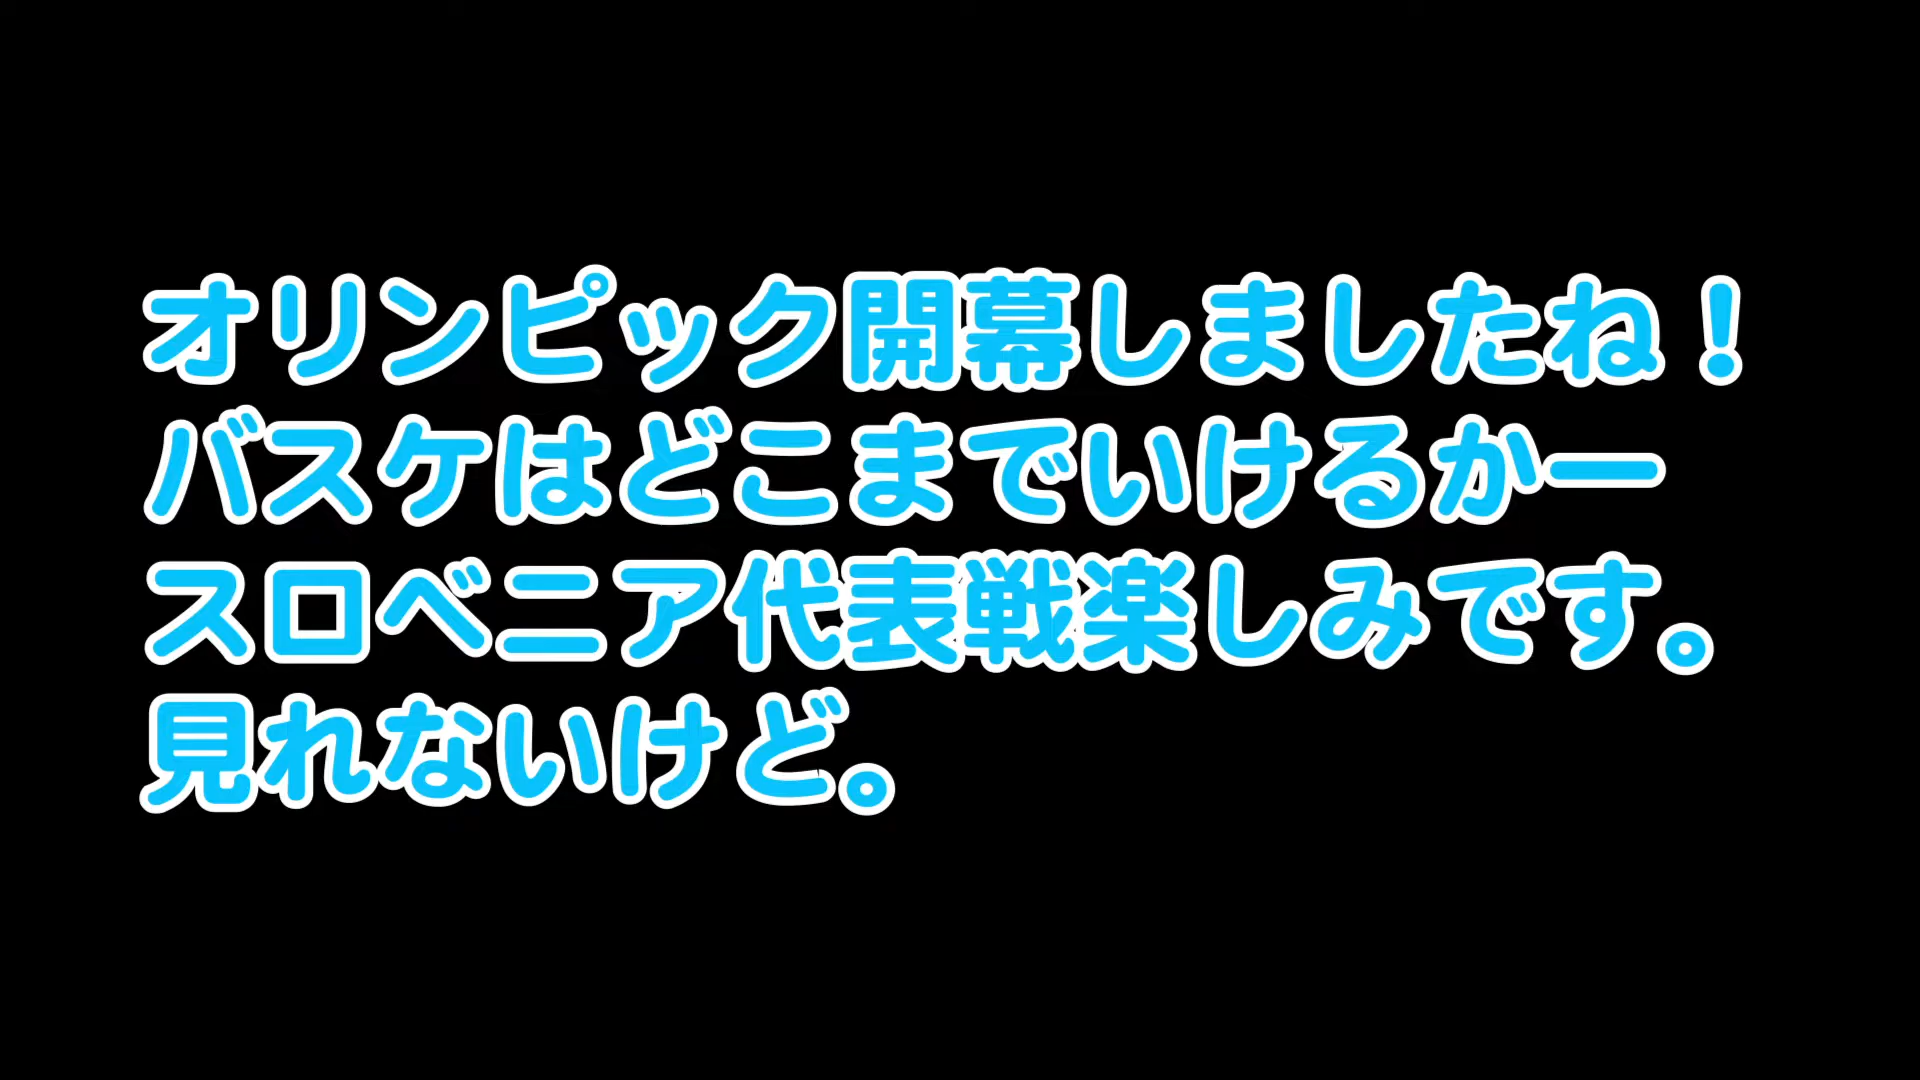 オリンピック開幕しましたね！
バスケはどこまでいけるかー
スロベニア代表戦楽しみです。
見れないけど。